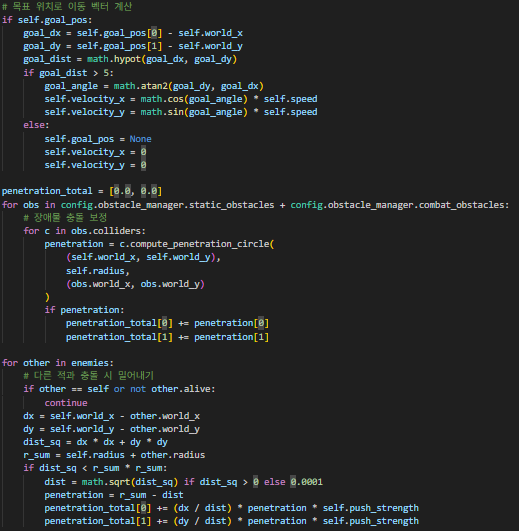 # 목표 위치로 이동 벡터 계산
if self.goal_pos:
    goal_dx = self.goal_pos[0] - self.world_x
    goal_dy = self.goal_pos[1] - self.world_y
    goal_dist = math.hypot(goal_dx, goal_dy)
    if goal_dist > 5:
        goal_angle = math.atan2(goal_dy, goal_dx)
        self.velocity_x = math.cos(goal_angle) * self.speed
        self.velocity_y = math.sin(goal_angle) * self.speed
    else:
        self.goal_pos = None
        self.velocity_x = 0
        self.velocity_y = 0

penetration_total = [0.0, 0.0]
for obs in config.obstacle_manager.static_obstacles + config.obstacle_manager.combat_obstacles:
    # 장애물 충돌 보정
    for c in obs.colliders:
        penetration = c.compute_penetration_circle(
            (self.world_x, self.world_y),
            self.radius,
            (obs.world_x, obs.world_y)
        )
        if penetration:
            penetration_total[0] += penetration[0]
            penetration_total[1] += penetration[1]

for other in enemies:
    # 다른 적과 충돌 시 밀어내기
    if other == self or not other.alive:
        continue
    dx = self.world_x - other.world_x
    dy = self.world_y - other.world_y
    dist_sq = dx * dx + dy * dy
    r_sum = self.radius + other.radius
    if dist_sq < r_sum * r_sum:
        dist = math.sqrt(dist_sq) if dist_sq > 0 else 0.0001
        penetration = r_sum - dist
        penetration_total[0] += (dx / dist) * penetration * self.push_strength
        penetration_total[1] += (dy / dist) * penetration * self.push_strength